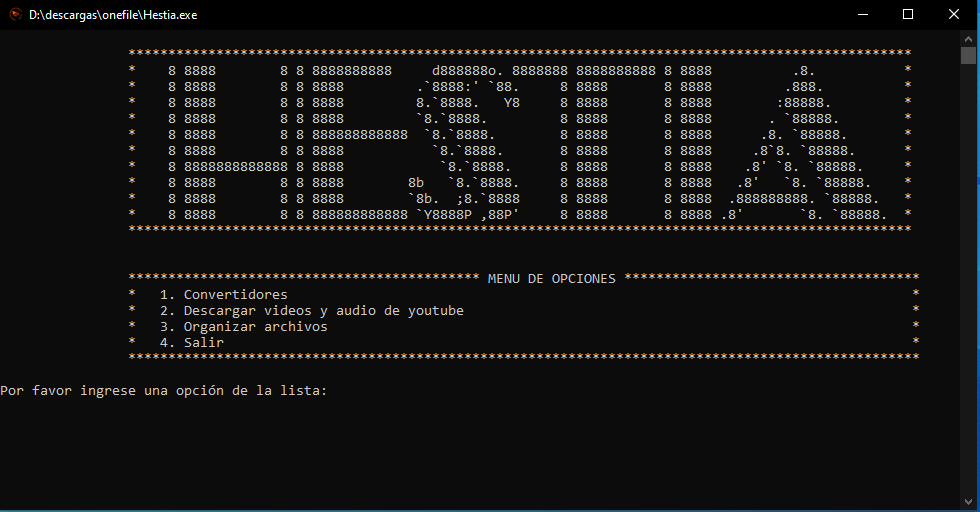 D:\descargas\onefile\Hestia.exe
**************************************************************************************************
*    8 8888        8 8 8888888888     d888888o. 8888888 8888888888 8 8888          .8.           *
*    8 8888        8 8 8888         .`8888:' `88.     8 8888       8 8888         .888.          *
*    8 8888        8 8 8888         8.`8888.   Y8     8 8888       8 8888        :88888.         *
*    8 8888        8 8 8888         `8.`8888.         8 8888       8 8888       . `88888.        *
*    8 8888        8 8 888888888888  `8.`8888.        8 8888       8 8888      .8. `88888.       *
*    8 8888        8 8 8888           `8.`8888.       8 8888       8 8888     .8`8. `88888.      *
*    8 8888888888888 8 8888            `8.`8888.      8 8888       8 8888    .8' `8. `88888.     *
*    8 8888        8 8 8888        8b   `8.`8888.     8 8888       8 8888   .8'   `8. `88888.    *
*    8 8888        8 8 8888        `8b.  ;8.`8888     8 8888       8 8888  .888888888. `88888.   *
*    8 8888        8 8 888888888888 `Y8888P ,88P'     8 8888       8 8888 .8'       `8. `88888.  *
**************************************************************************************************
******************************************** MENU DE OPCIONES *************************************
*   1. Convertidores                                                                              *
*   2. Descargar videos y audio de youtube                                                        *
*   3. Organizar archivos                                                                         *
*   4. Salir                                                                                      *
***************************************************************************************************
Por favor ingrese una opción de la lista: